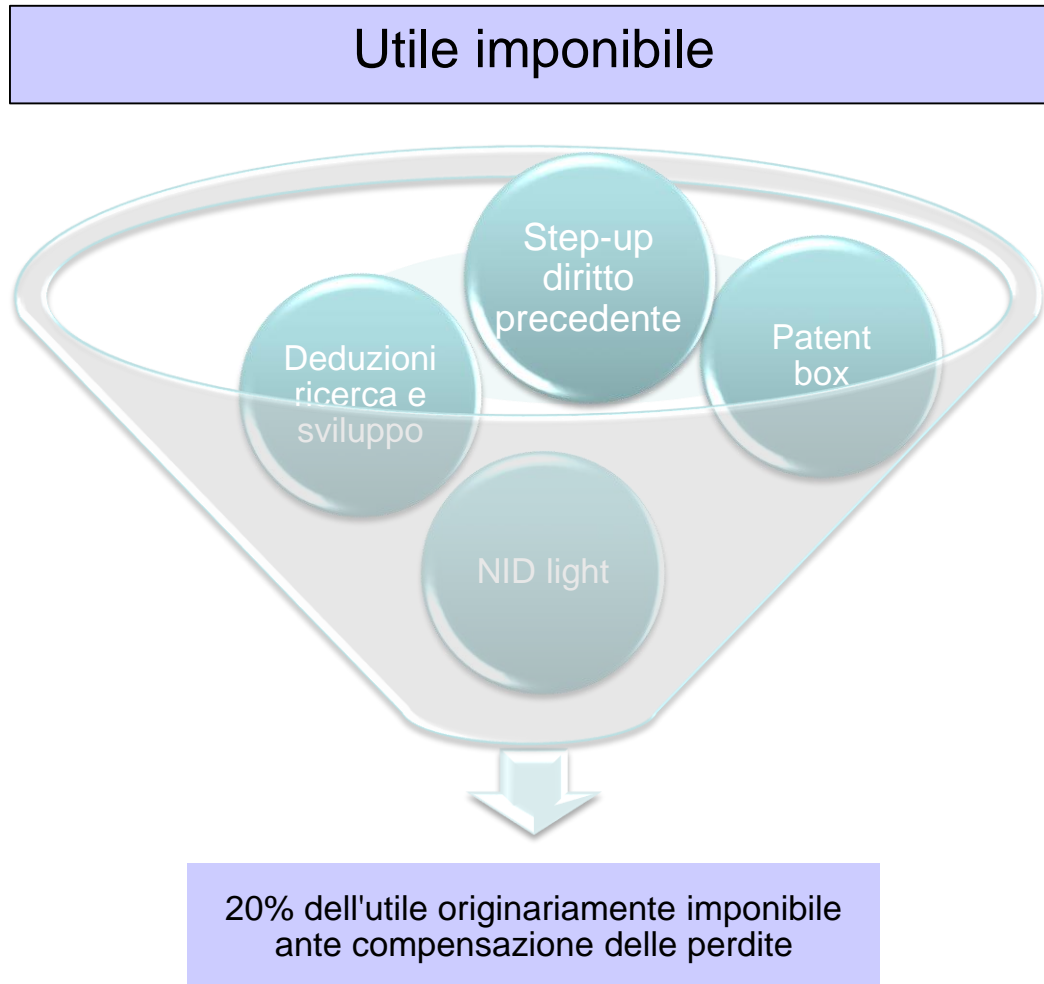 Utile imponibile
Step-up
diritto
precedente
Deduzioni
ricerca e
sviluppo
Patent
box
NID light
20% dell'utile originariamente imponibile
ante compensazione delle perdite